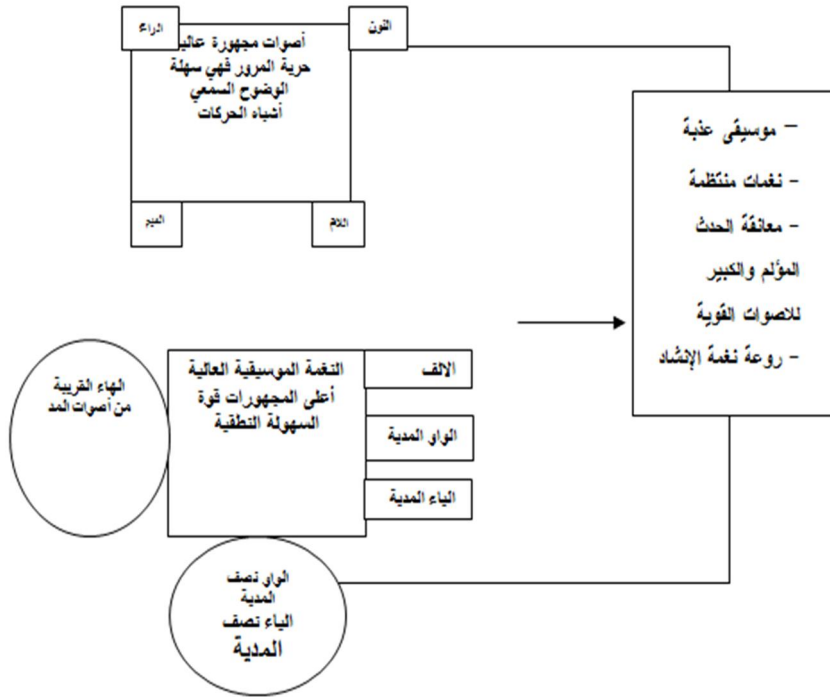 النون
الراء
أصوات مجهورة عالية
حرية المرور فهي سهلة
الوضوح السمعي
أشباه الحركات
اللام
الميم
– موسيقى عذبة
- نغمات منتظمة
- معانقة الحدث
المؤلم والكبير
للاصوات القوية
- روعة نغمة الإنشاد
الالف
الواو المدية
الياء المدية
النغمة الموسيقية العالية
أعلى المجهورات قوة
السهولة النطقية
الهاء القريبة
من أصوات المد
الواو نصف
المدية
الياء نصف
المدية